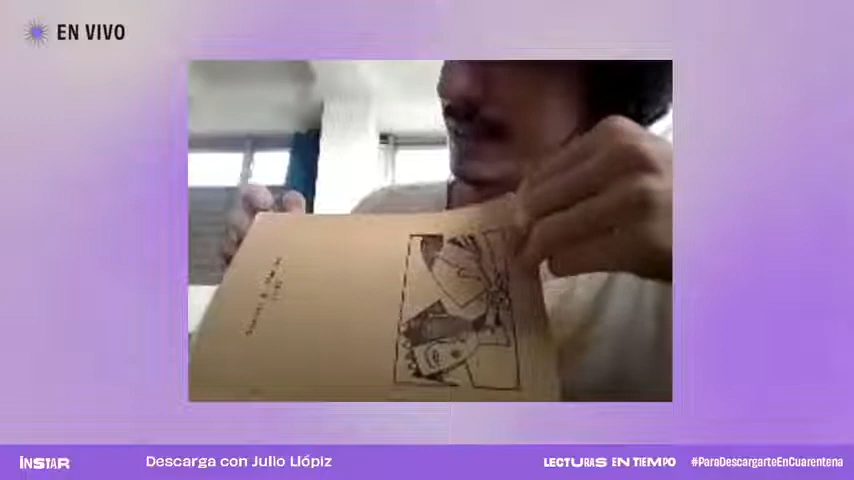 EN VIVO
INSTAR
Descarga con Julio Llópiz
LECTURAS EN TIEMPO
#ParaDescargarteEnCuarentena